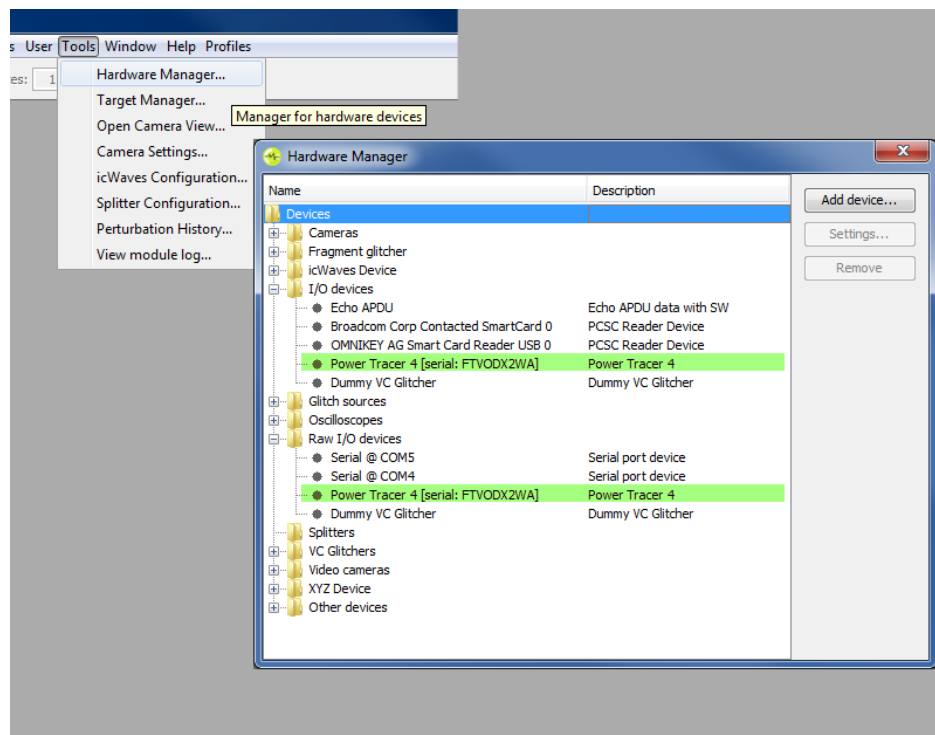 s User Tools Window Help Profiles
es: 1
Hardware Manager...
Target Manager...
Manager for hardware devices
Open Camera View...
Camera Settings...
icWaves Configuration...
Splitter Configuration...
Perturbation History...
View module log...
Hardware Manager
Name Description
Add device...
Settings...
Remove
Devices
Cameras
Fragment glitcher
icWaves Device
I/O devices
Echo APDU Echo APDU data with SW
Broadcom Corp Contacted SmartCard 0 PCSC Reader Device
OMNIKEY AG Smart Card Reader USB 0 PCSC Reader Device
Power Tracer 4 [serial: FTVODX2WA] Power Tracer 4
Dummy VC Glitcher Dummy VC Glitcher
Glitch sources
Oscilloscopes
Raw I/O devices
Serial @ COM5 Serial port device
Serial @ COM4 Serial port device
Power Tracer 4 [serial: FTVODX2WA] Power Tracer 4
Dummy VC Glitcher Dummy VC Glitcher
Splitters
VC Glitchers
Video cameras
XYZ Device
Other devices